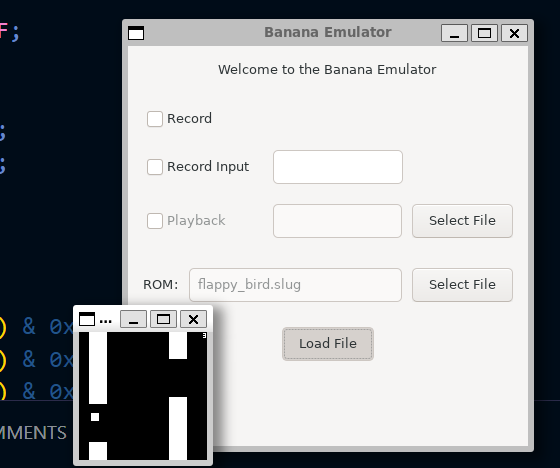 F;
Banana Emulator
Welcome to the Banana Emulator
Record
;
Record Input
;
Playback
Select File
ROM:
flappy_bird.slug
Select File
...
) & 0x
Load File
) & 0x
) & 0x
MMENTS